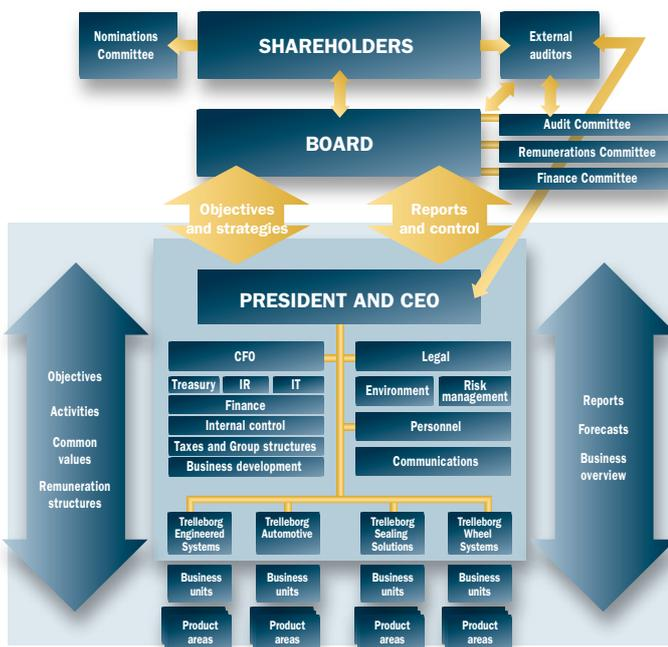 Nominations
Committee
SHAREHOLDERS
External
auditors
BOARD
Audit Committee
Remunerations Committee
Finance Committee
Objectives
and strategies
Reports
and control
PRESIDENT AND CEO
CFO
Treasury
IR
IT
Finance
Internal control
Taxes and Group structures
Business development
Legal
Environment
Risk
management
Personnel
Communications
Objectives
Activities
Common
values
Remuneration
structures
Reports
Forecasts
Business
overview
Trelleborg
Engineered
Systems
Trelleborg
Automotive
Trelleborg
Sealing
Solutions
Trelleborg
Wheel
Systems
Business
units
Business
units
Business
units
Business
units
Product
areas
Product
areas
Product
areas
Product
areas